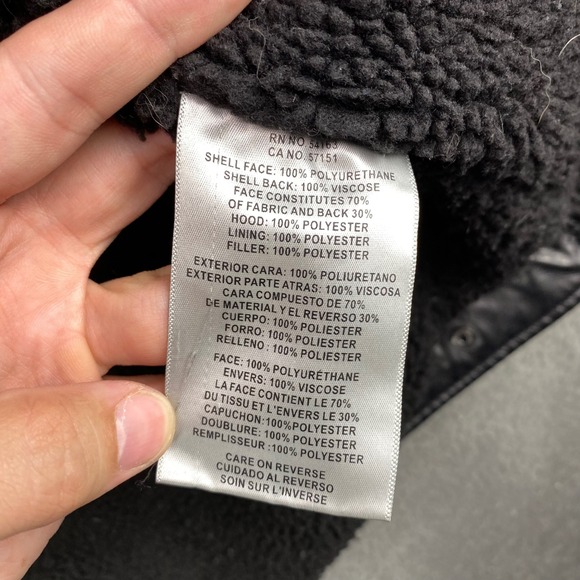 RN NO 54163
CA NO. 57151
SHELL FACE: 100% POLYURETHANE
SHELL BACK: 100% VISCOSE
FACE CONSTITUTES 70%
OF FABRIC AND BACK 30%
HOOD: 100% POLYESTER
LINING: 100% POLYESTER
FILLER: 100% POLYESTER
EXTERIOR CARA: 100% POLIURETANO
EXTERIOR PARTE ATRAS: 100% VISCOSA
CARA COMPUESTO DE 70%
DE MATERIAL Y EL REVERSO 30%
CUERPO: 100% POLIESTER
FORRO: 100% POLIESTER
RELLENO: 100% POLIESTER
FACE: 100% POLYURÉTHANE
ENVERS: 100% VISCOSE
LA FACE CONTIENT LE 70%
DU TISSU ET L'ENVERS LE 30%
CAPUCHON:100% POLYESTER
DOUBLURE: 100% POLYESTER
REMPLISSEUR :100% POLYESTER
CARE ON REVERSE
CUIDADO AL REVERSO
SOIN SUR L'INVERSE